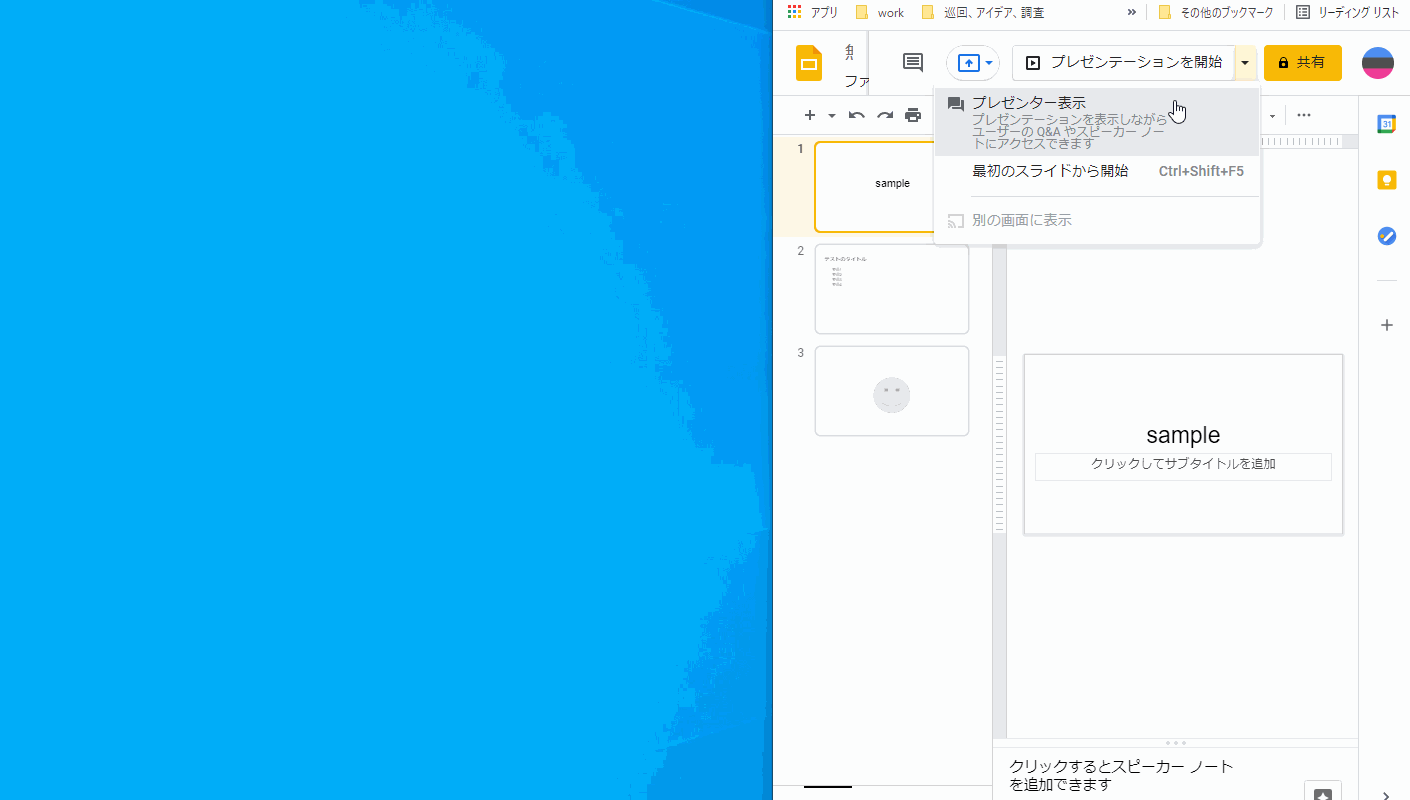 アプリ
work
巡回、アイデア、調査
»
その他のブックマーク
リーディング リスト
ファ
プレゼンテーションを開始
共有
プレゼンター表示
プレゼンテーションを表示しながら
ユーザーの Q&A やスピーカー ノー
トにアクセスできます
最初のスライドから開始 Ctrl+Shift+F5
別の画面に表示
31
1
sample
2
テストのタイトル
3
sample
クリックしてサブタイトルを追加
クリックするとスピーカー ノート
を追加できます